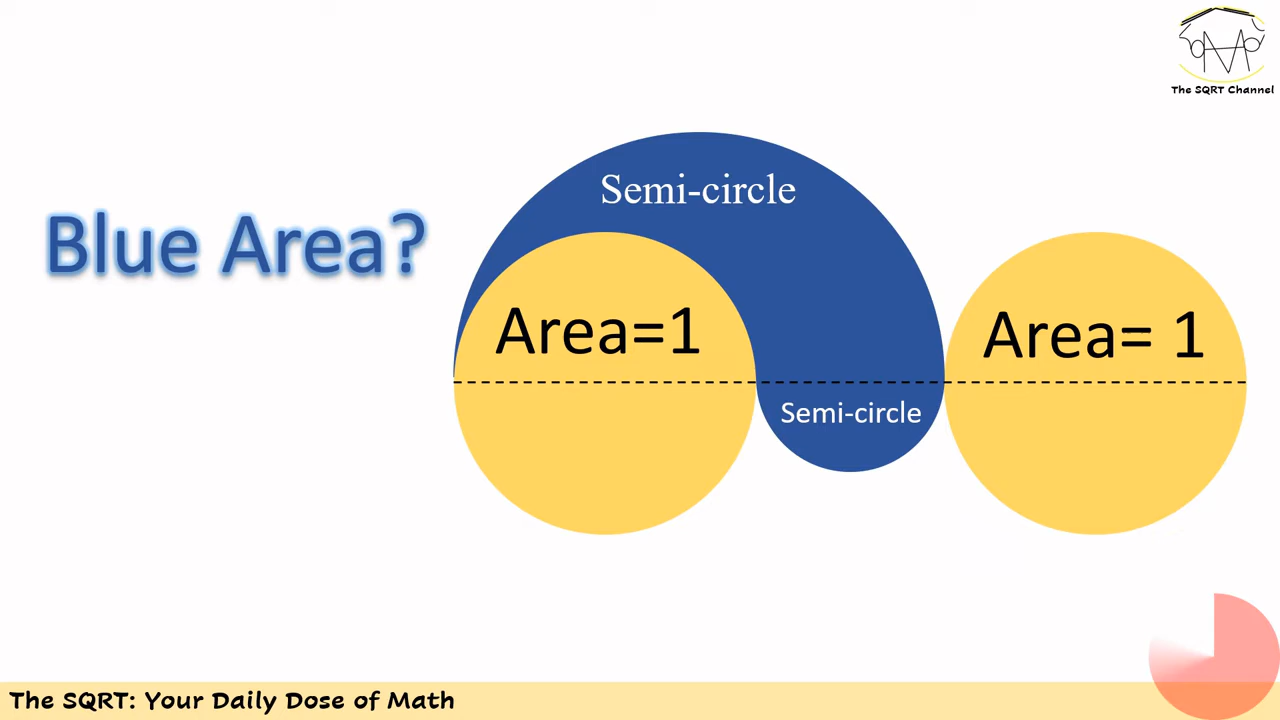 The SQRT Channel
Semi-circle
Blue Area?
Area=1
Area= 1
Semi-circle
The SQRT: Your Daily Dose of Math